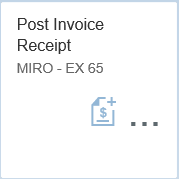 Post Invoice
Receipt
MIRO - EX 65
$
...